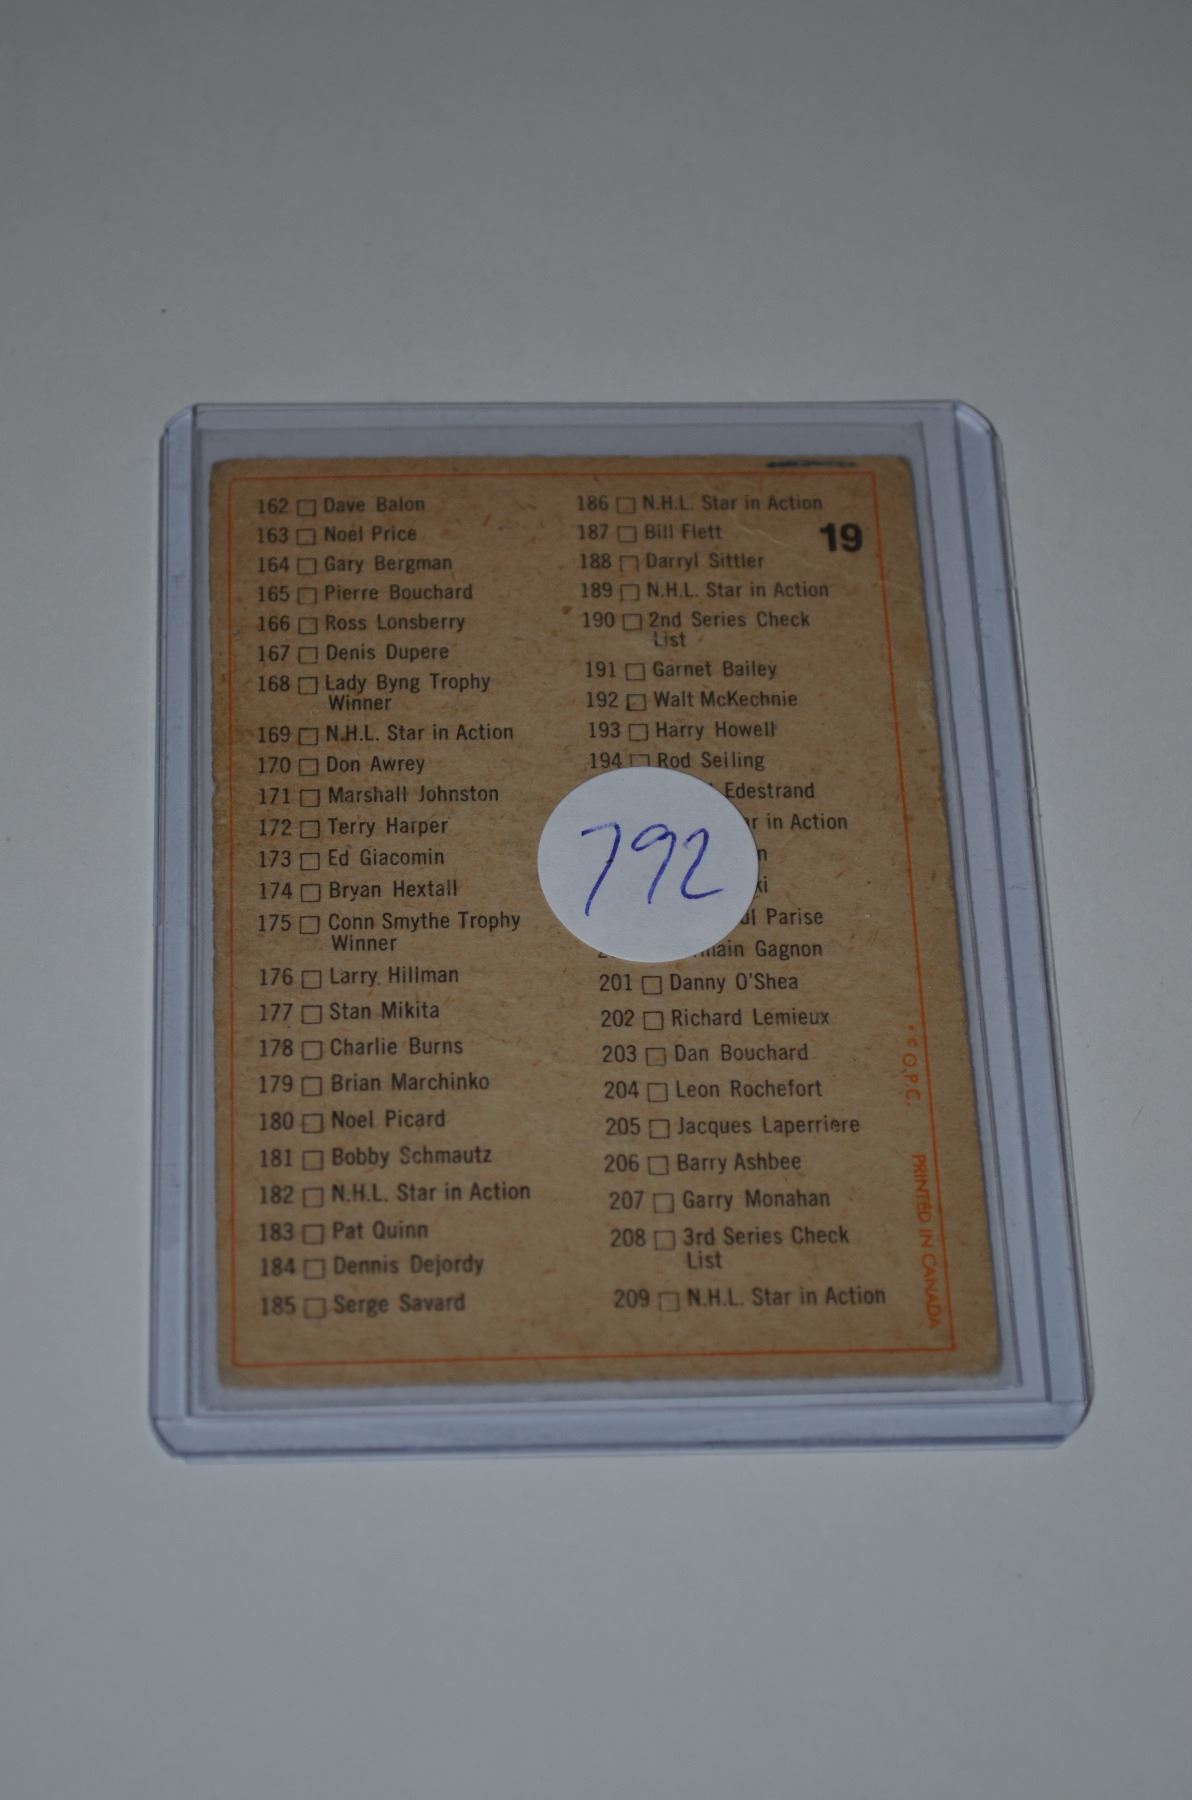 162 Dave Balon
163 Noel Price
164 Gary Bergman
165 Pierre Bouchard
166 Ross Lonsberry
167 Denis Dupere
168 Lady Byng Trophy
Winner
169 N.H.L. Star in Action
170 Don Awrey
171 Marshall Johnston
172 Terry Harper
173 Ed Giacomin
174 Bryan Hextall
175 Conn Smythe Trophy
Winner
176 Larry Hillman
177 Stan Mikita
178 Charlie Burns
179 Brian Marchinko
180 Noel Picard
181 Bobby Schmautz
182 N.H.L. Star in Action
183 Pat Quinn
184 Dennis Dejordy
185 Serge Savard
186 N.H.L. Star in Action
187 Bill Flett
19
188 Darryl Sittler
189 N.H.L. Star in Action
190 2nd Series Check
List
191 Garnet Bailey
192 Walt McKechnie
193 Harry Howell
194 Rod Seiling
Edestrand
in Action
Parise
Gagnon
201 Danny O'Shea
202 Richard Lemieux
203 Dan Bouchard
204 Leon Rochefort
205 Jacques Laperriere
206 Barry Ashbee
207 Garry Monahan
208 3rd Series Check
List
209 N.H.L. Star in Action
792
© O.P.C. PRINTED IN CANADA